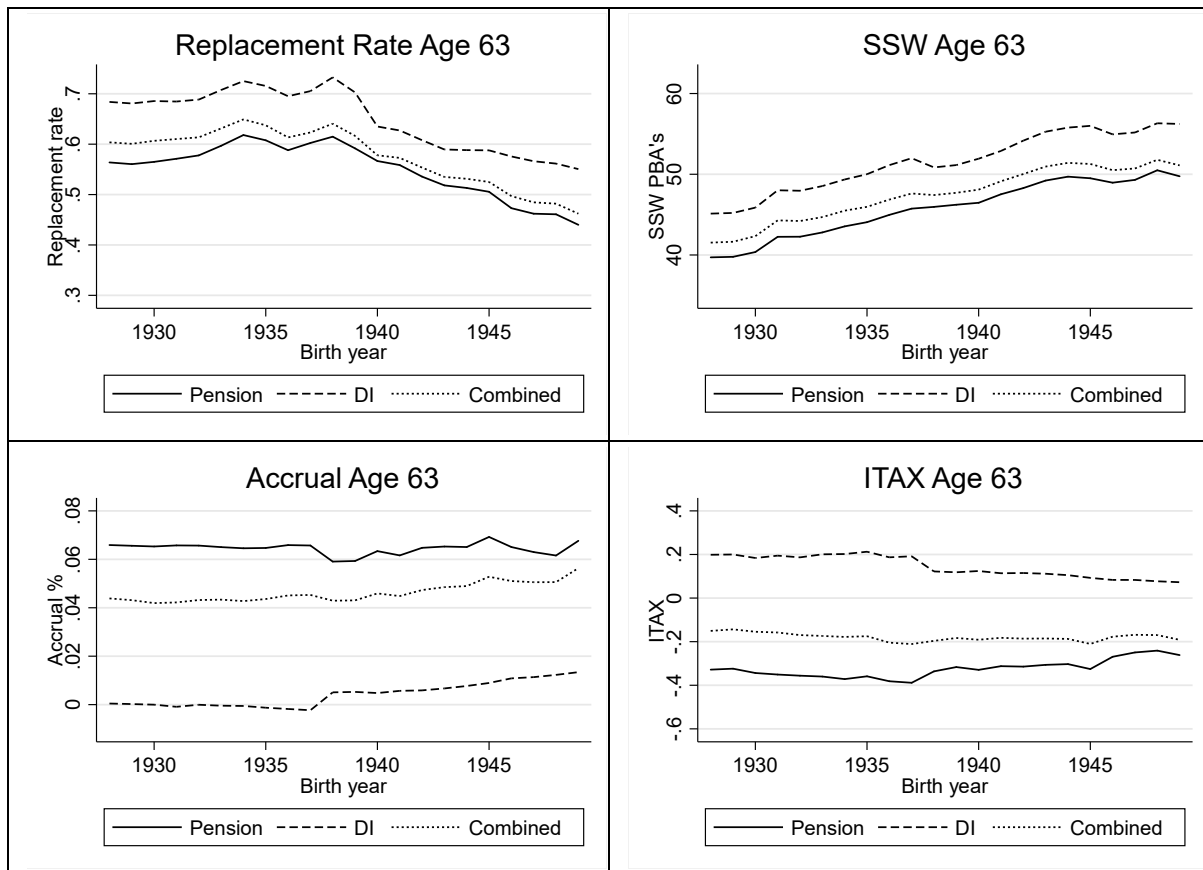 Replacement Rate Age 63
Replacement rate
.7
.6
.5
.4
.3
1930 1935 1940 1945
Birth year
Pension DI Combined
SSW Age 63
SSW PBA's
60
50
40
1930 1935 1940 1945
Birth year
Pension DI Combined
Accrual Age 63
Accrual %
.08
.06
.04
.02
0
1930 1935 1940 1945
Birth year
Pension DI Combined
ITAX Age 63
ITAX
.4
.2
0
-.2
-.4
-.6
1930 1935 1940 1945
Birth year
Pension DI Combined